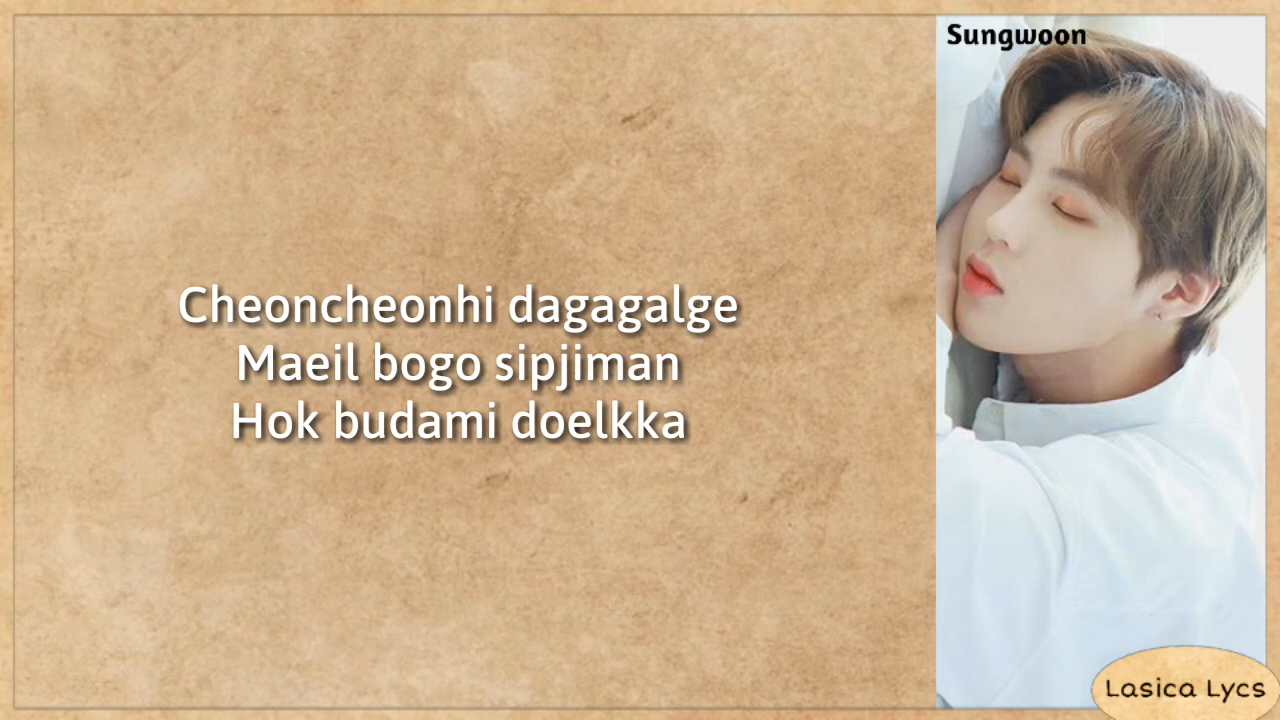 Sungwoon
Cheoncheonhi dagagalge
Maeil bogo sipjiman
Hok budami doelkka
Lasica Lycs